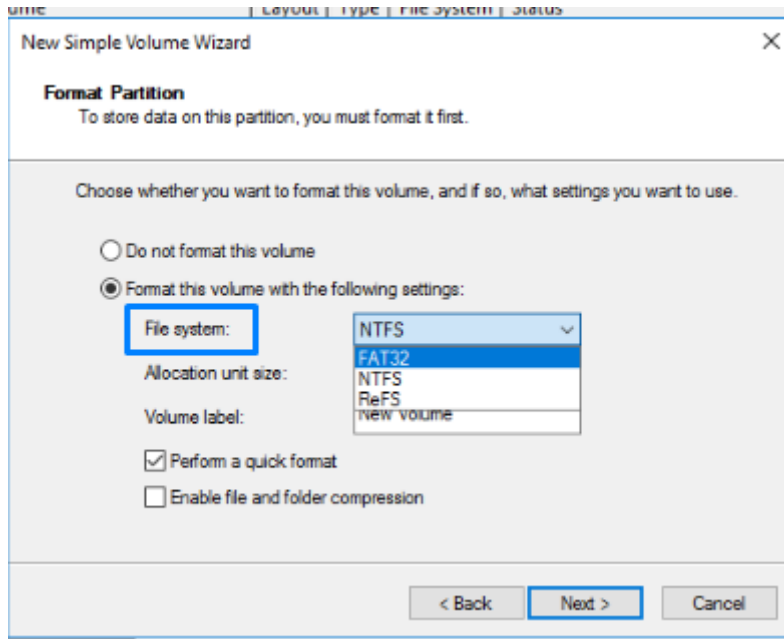 ume | Layout | Type | File System | Status
New Simple Volume Wizard
Format Partition
To store data on this partition, you must format it first.
Choose whether you want to format this volume, and if so, what settings you want to use.
Do not format this volume
Format this volume with the following settings:
File system: NTFS
FAT32
Allocation unit size: NTFS
ReFS
Volume label: New Volume
Perform a quick format
Enable file and folder compression
< Back Next > Cancel